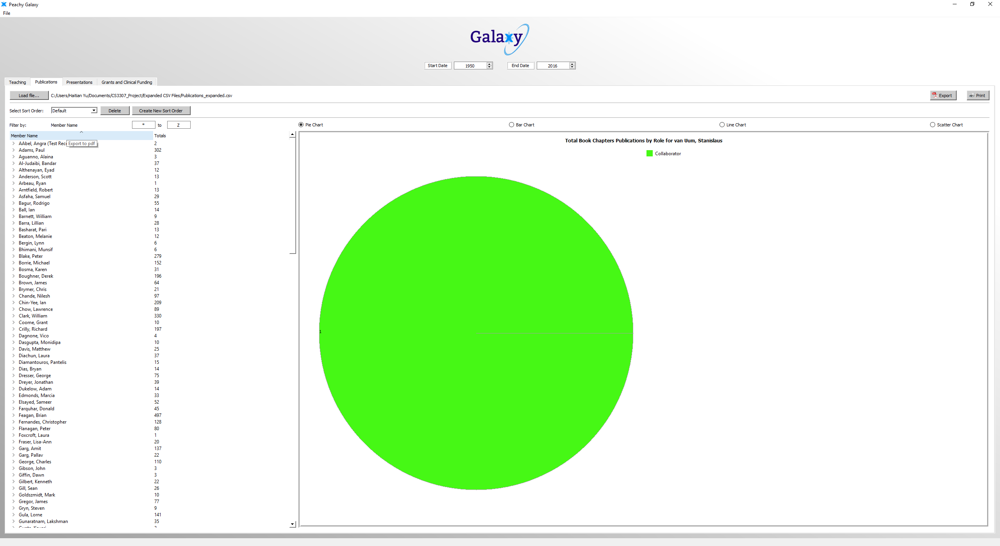 Peachy Galaxy
File
Galaxy
Start Date 1950 End Date 2016
Teaching Publications Presentations Grants and Clinical Funding
Load file... C:/Users/Haitian Yu/Documents/CS3307_Project/Expanded CSV Files/Publications_expanded.csv Export Print
Select Sort Order: Default Delete Create New Sort Order
Filter by: Member Name * to Z Pie Chart Bar Chart Line Chart Scatter Chart
Member Name Totals
AAbel, Angra (Test Rec Export to pdf 2
Adams, Paul 302
Aguanno, Alaina 3
Al-Judaibi, Bandar 37
Althenayan, Eyad 12
Anderson, Scott 13
Arbeau, Ryan 1
Arntfield, Robert 13
Asfaha, Samuel 29
Bagur, Rodrigo 55
Ball, Ian 14
Barnett, William 9
Barra, Lillian 28
Basharat, Pari 13
Beaton, Melanie 12
Bergin, Lynn 6
Bhimani, Munsif 6
Blake, Peter 279
Borrie, Michael 152
Bosma, Karen 31
Boughner, Derek 196
Brown, James 64
Brymer, Chris 21
Chande, Nilesh 97
Chin-Yee, Ian 209
Chow, Lawrence 89
Clark, William 330
Coome, Grant 10
Crilly, Richard 197
Dagnone, Vico 4
Dasgupta, Monidipa 10
Davis, Matthew 25
Diachun, Laura 37
Diamantouros, Pantelis 15
Dias, Bryan 14
Dresser, George 75
Dreyer, Jonathan 39
Dukelow, Adam 14
Edmonds, Marcia 33
Elsayed, Sameer 52
Farquhar, Donald 45
Feagan, Brian 497
Fernandes, Christopher 128
Flanagan, Peter 80
Foxcroft, Laura 1
Fraser, Lisa-Ann 20
Garg, Amit 137
Garg, Pallav 22
George, Charles 110
Gibson, John 3
Giffin, Dawn 3
Gilbert, Kenneth 22
Gill, Sean 26
Goldszmidt, Mark 10
Gregor, James 77
Gryn, Steven 9
Gula, Lorne 141
Gunaratnam, Lakshman 35
Total Book Chapters Publications by Role for van Uum, Stanislaus
Collaborator
1